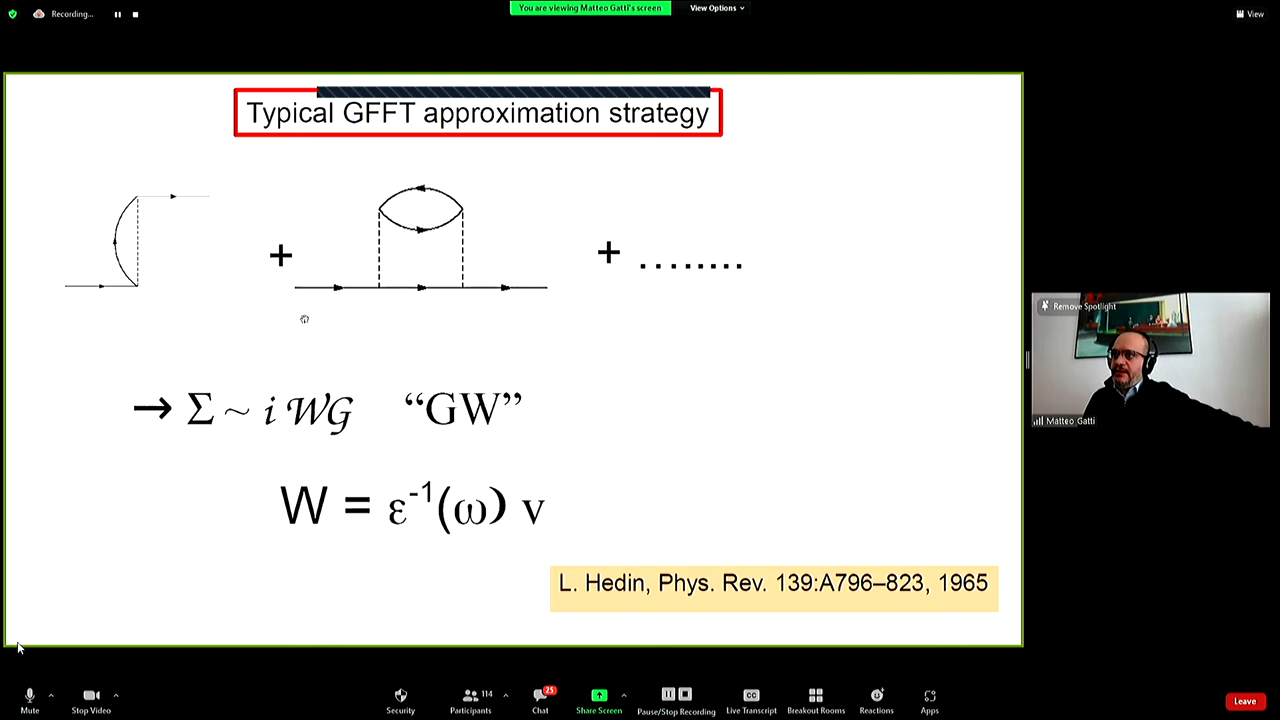 Recording...
You are viewing Matteo Gatti's screen
View Options
View
Typical GFFT approximation strategy
+
+ ........
→ Σ ~ i WG “GW”
W = ε⁻¹(ω) v
L. Hedin, Phys. Rev. 139:A796–823, 1965
Remove Spotlight
Matteo Gatti
114
25
CC
Mute
Stop Video
Security
Participants
Chat
Share Screen
Pause/Stop Recording
Live Transcript
Breakout Rooms
Reactions
Apps
Leave